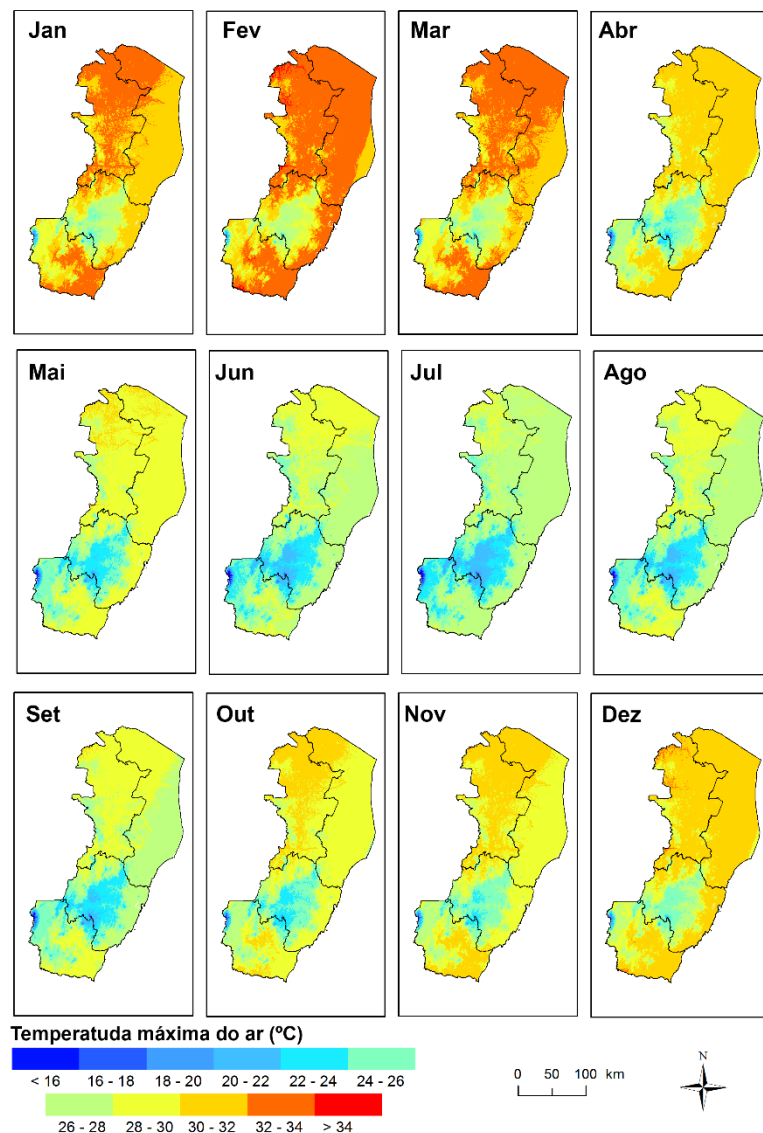 Jan Fev Mar Abr
Mai Jun Jul Ago
Set Out Nov Dez
Temperatuda máxima do ar (ºC)
< 16 16 - 18 18 - 20 20 - 22 22 - 24 24 - 26
26 - 28 28 - 30 30 - 32 32 - 34 > 34
0 50 100 km
N